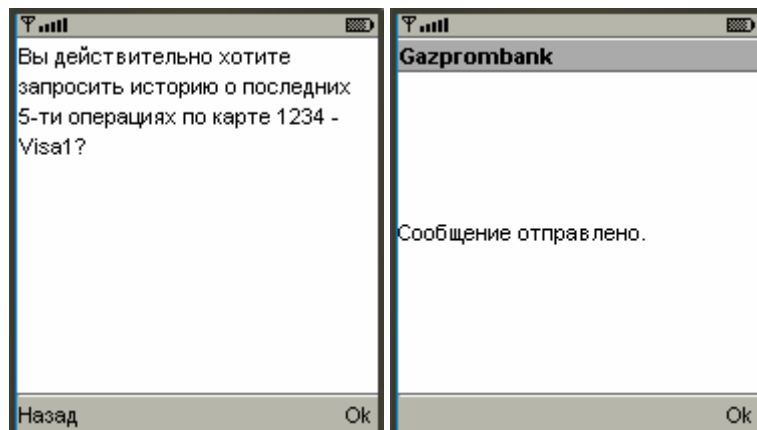 Вы действительно хотите
запросить историю о последних
5-ти операциях по карте 1234 -
Visa1?
Назад Ok
Gazprombank
Сообщение отправлено.
Ok